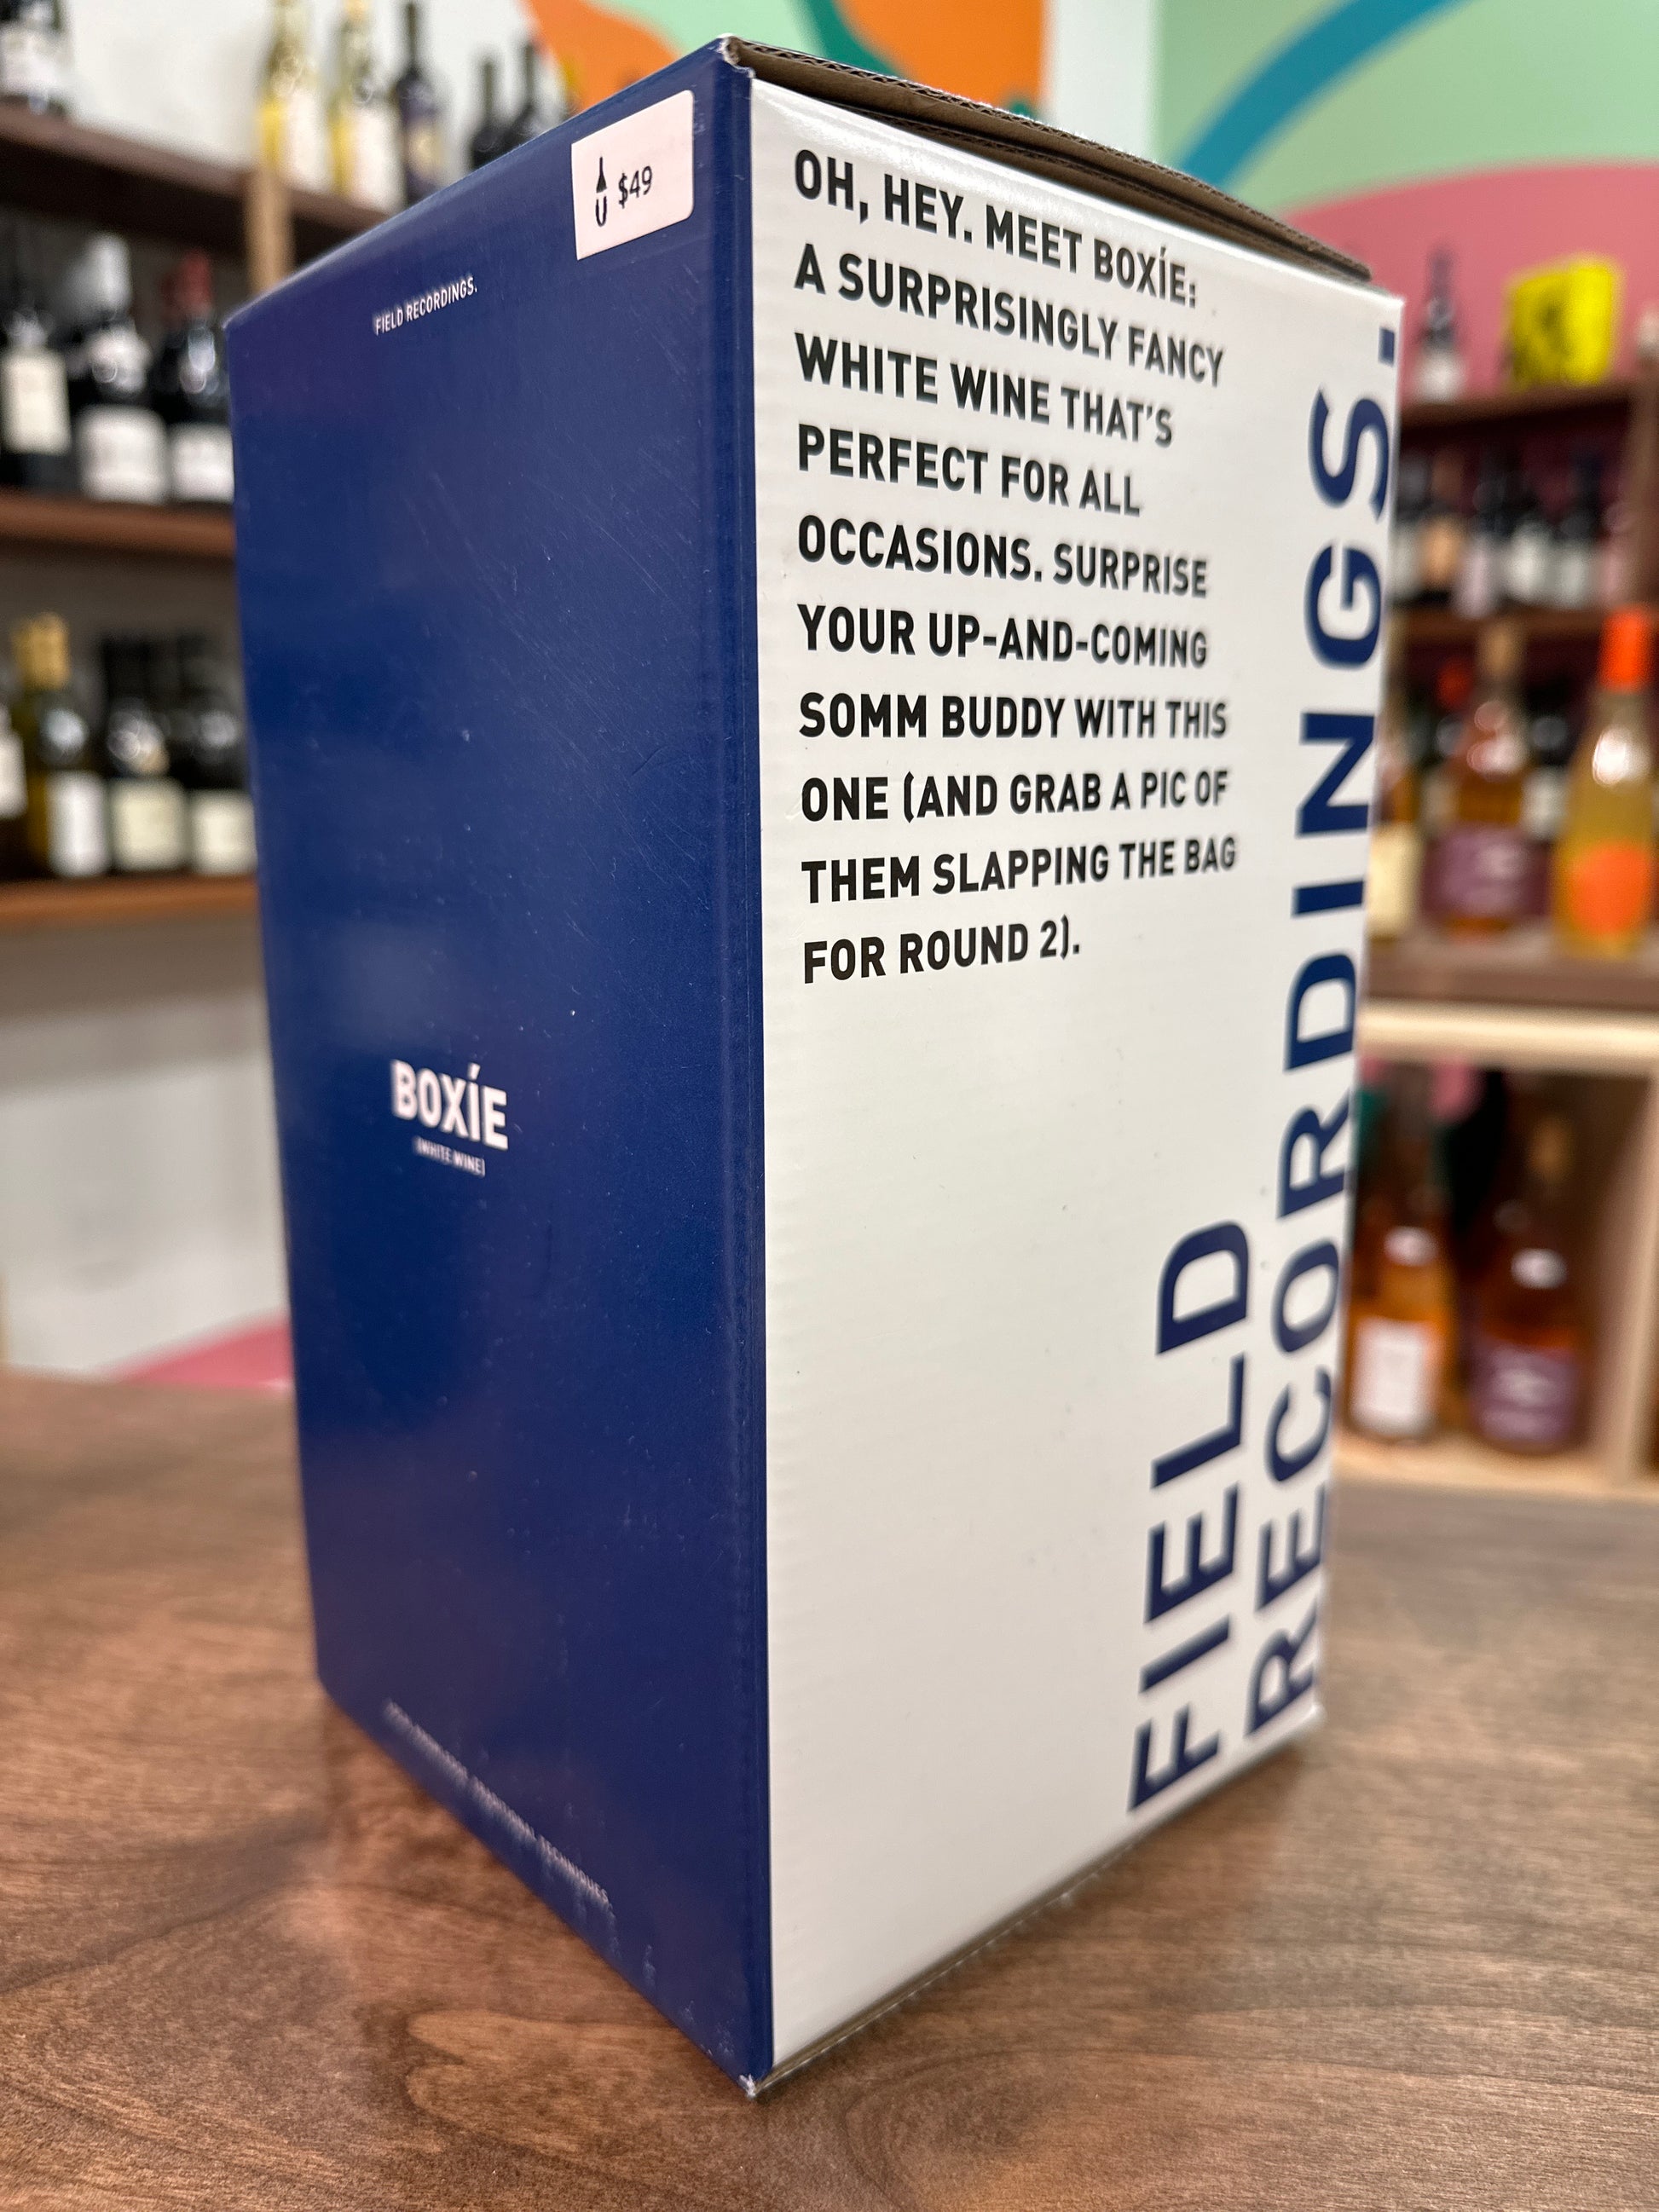 $49
FIELD RECORDINGS.
BOXÍE
(WHITE WINE)
TECHNIQUES.
OH, HEY. MEET BOXÍE:
A SURPRISINGLY FANCY
WHITE WINE THAT'S
PERFECT FOR ALL
OCCASIONS. SURPRISE
YOUR UP-AND-COMING
SOMM BUDDY WITH THIS
ONE (AND GRAB A PIC OF
THEM SLAPPING THE BAG
FOR ROUND 2).
FIELD
RECORDINGS.